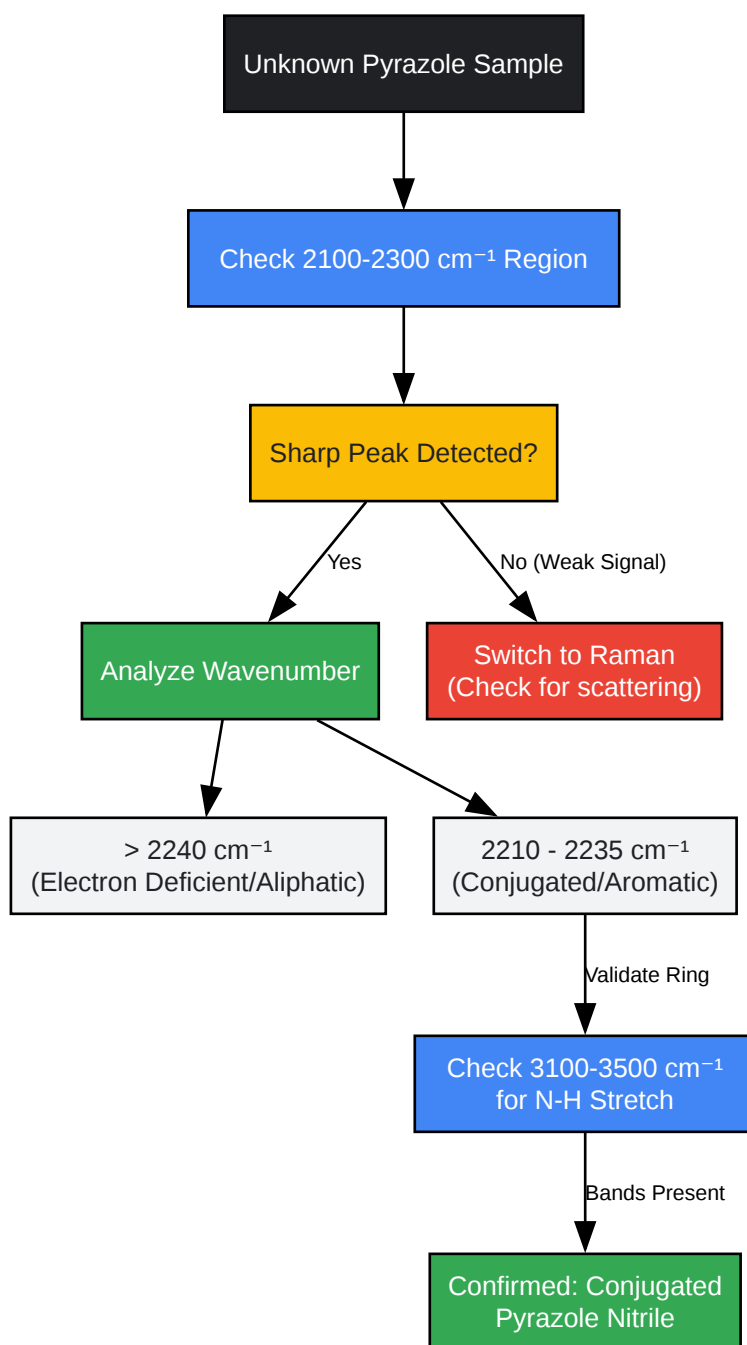 Unknown Pyrazole Sample
Check 2100-2300 cm⁻¹ Region
Sharp Peak Detected?
Yes
No (Weak Signal)
Analyze Wavenumber
Switch to Raman
(Check for scattering)
> 2240 cm⁻¹
(Electron Deficient/Aliphatic)
2210 - 2235 cm⁻¹
(Conjugated/Aromatic)
Validate Ring
Check 3100-3500 cm⁻¹
for N-H Stretch
Bands Present
Confirmed: Conjugated
Pyrazole Nitrile